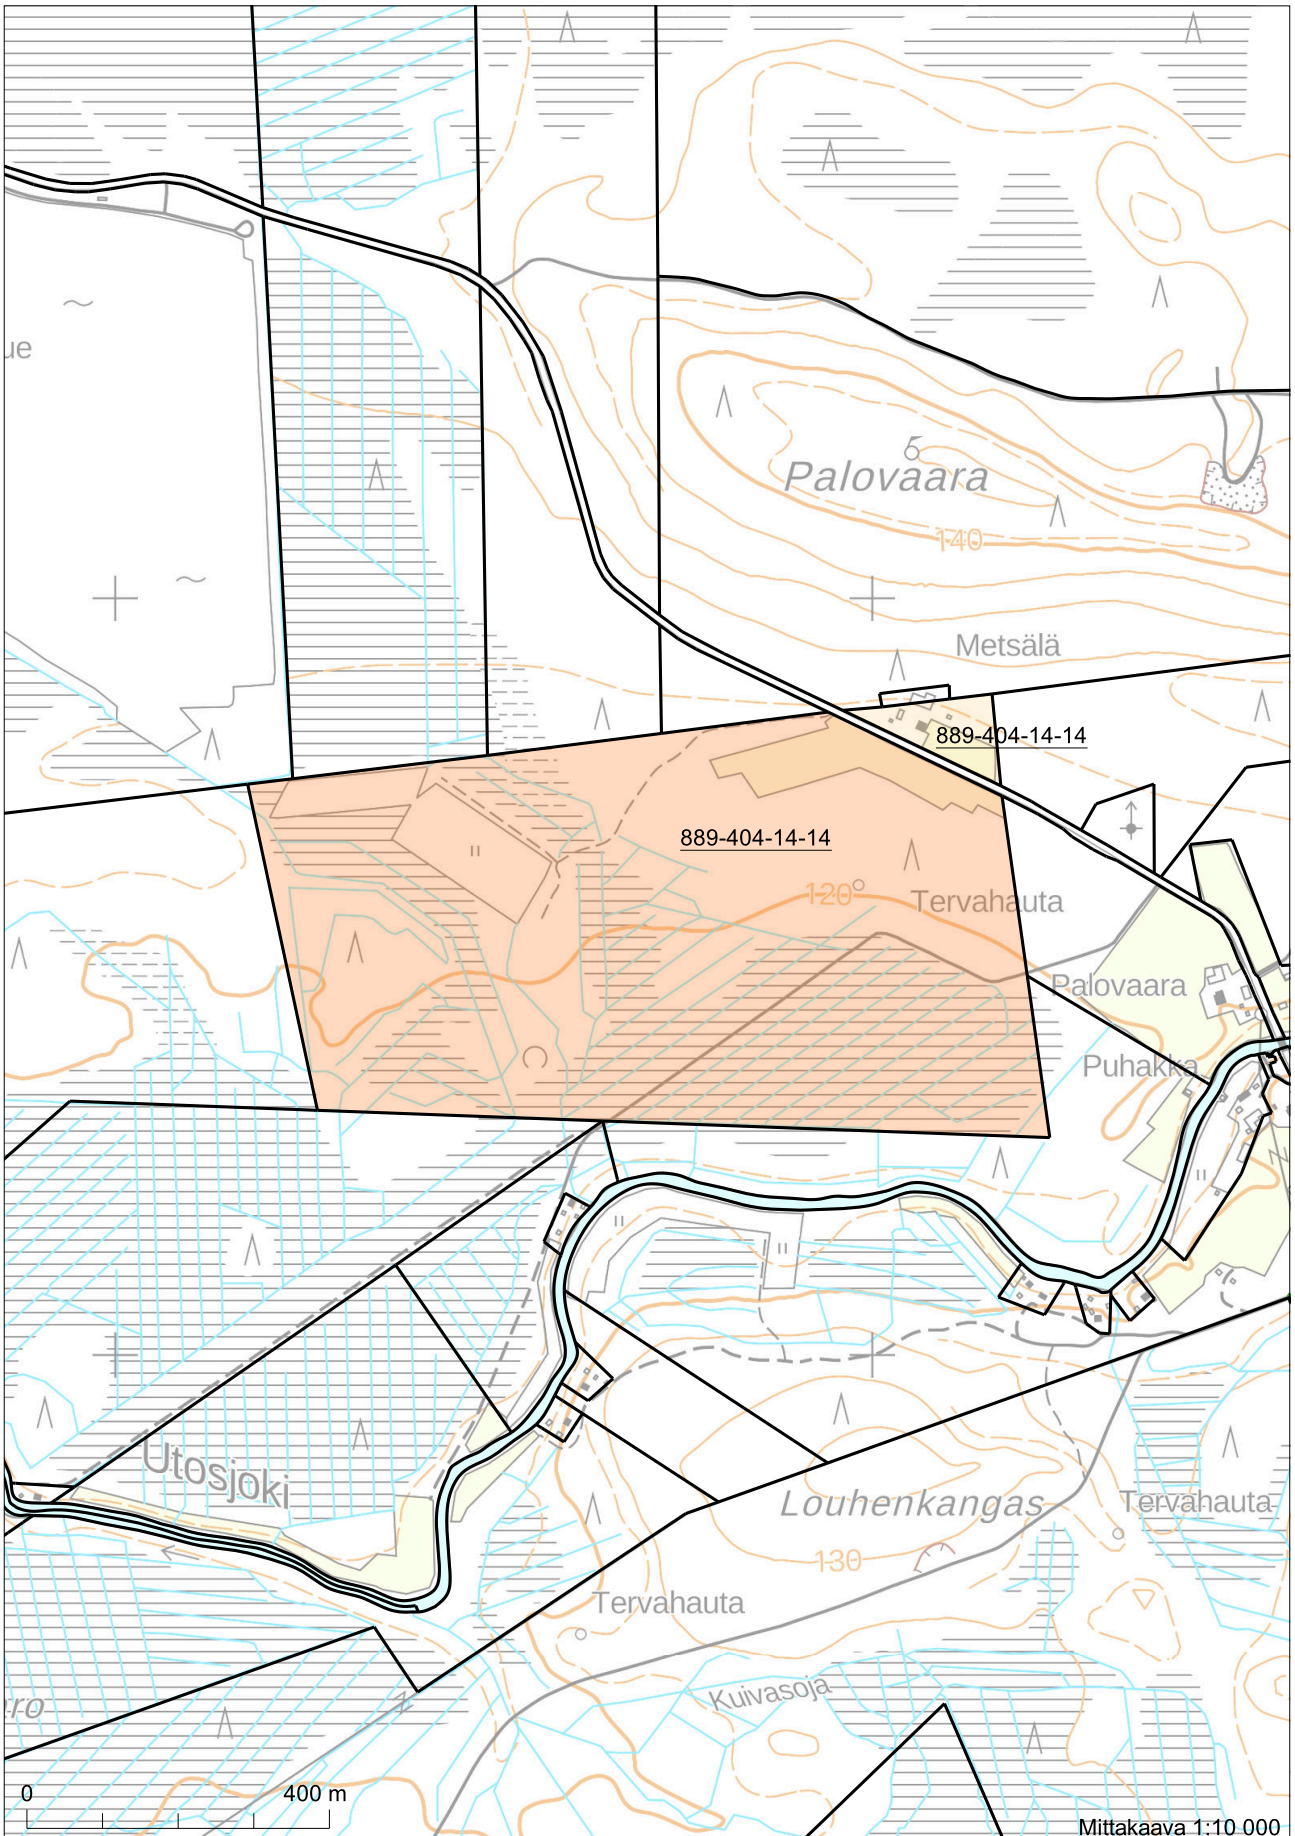 ue
Palovaara
140
Metsälä
889-404-14-14
889-404-14-14
120
Tervahauta
Palovaara
Puhakka
Utosjoki
Louhenkangas
Tervahauta
130
Tervahauta
Kuivasoja
0 400 m
Mittakaava 1:10 000